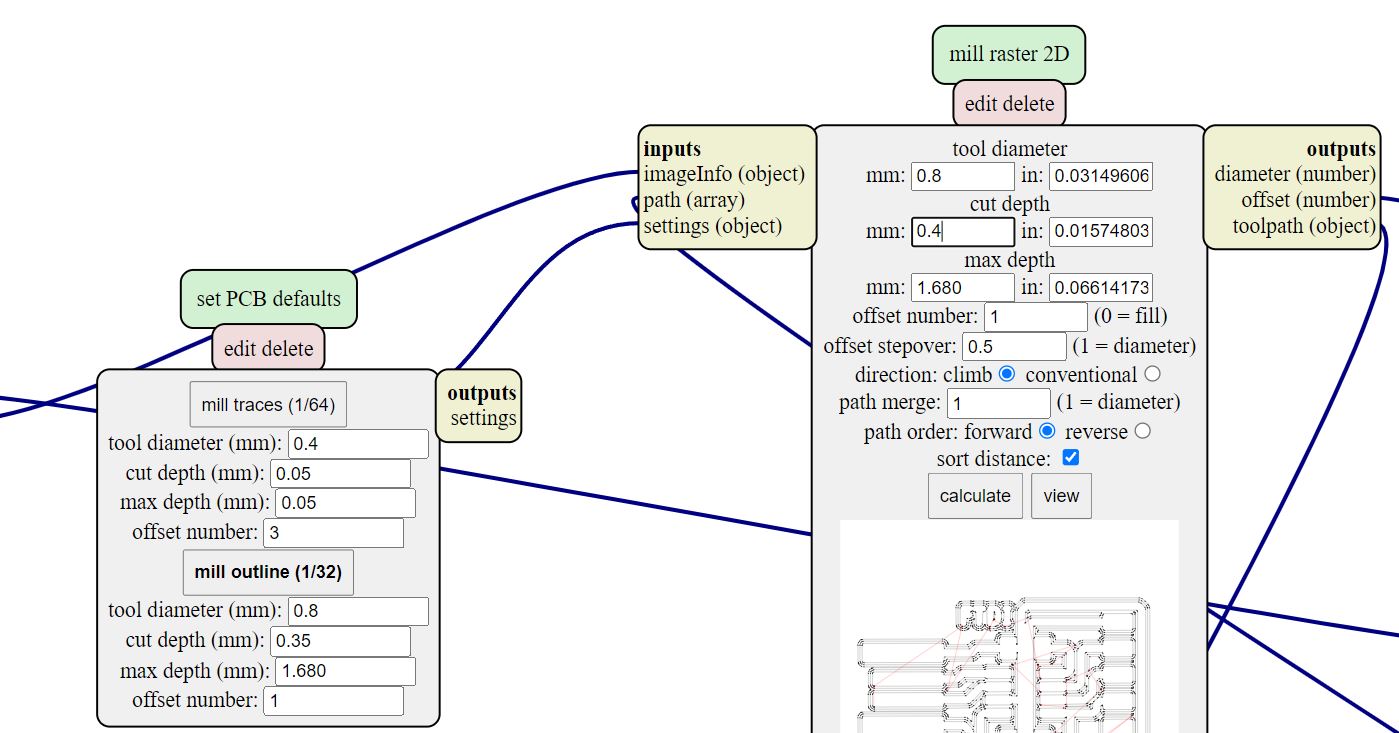 mill raster 2D
edit delete
inputs
imageInfo (object)
path (array)
settings (object)
tool diameter
mm: 0.8 in: 0.03149606
cut depth
mm: 0.4 in: 0.01574803
max depth
mm: 1.680 in: 0.06614173
offset number: 1 (0 = fill)
offset stepover: 0.5 (1 = diameter)
direction: climb conventional
path merge: 1 (1 = diameter)
path order: forward reverse
sort distance:
calculate view
outputs
diameter (number)
offset (number)
toolpath (object)
set PCB defaults
edit delete
mill traces (1/64)
tool diameter (mm): 0.4
cut depth (mm): 0.05
max depth (mm): 0.05
offset number: 3
mill outline (1/32)
tool diameter (mm): 0.8
cut depth (mm): 0.35
max depth (mm): 1.680
offset number: 1
outputs
settings